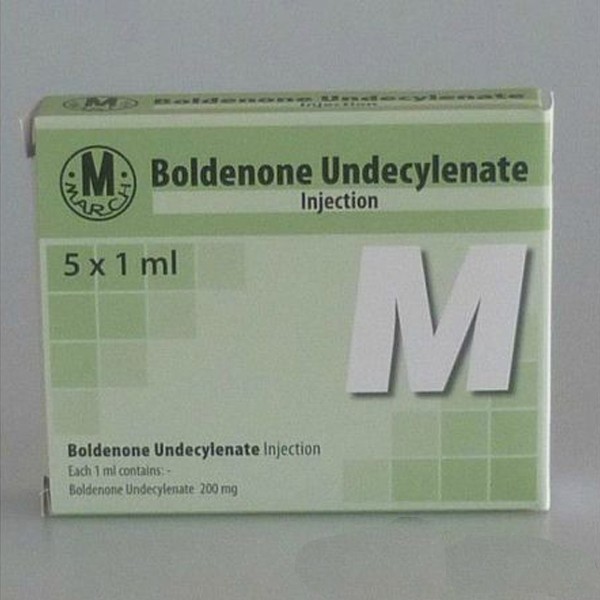 M Boldenone Undecylenate
Injection
M
MARCH
Boldenone Undecylenate
Injection
5 x 1 ml
M
Boldenone Undecylenate Injection
Each 1 ml contains: -
Boldenone Undecylenate 200 mg